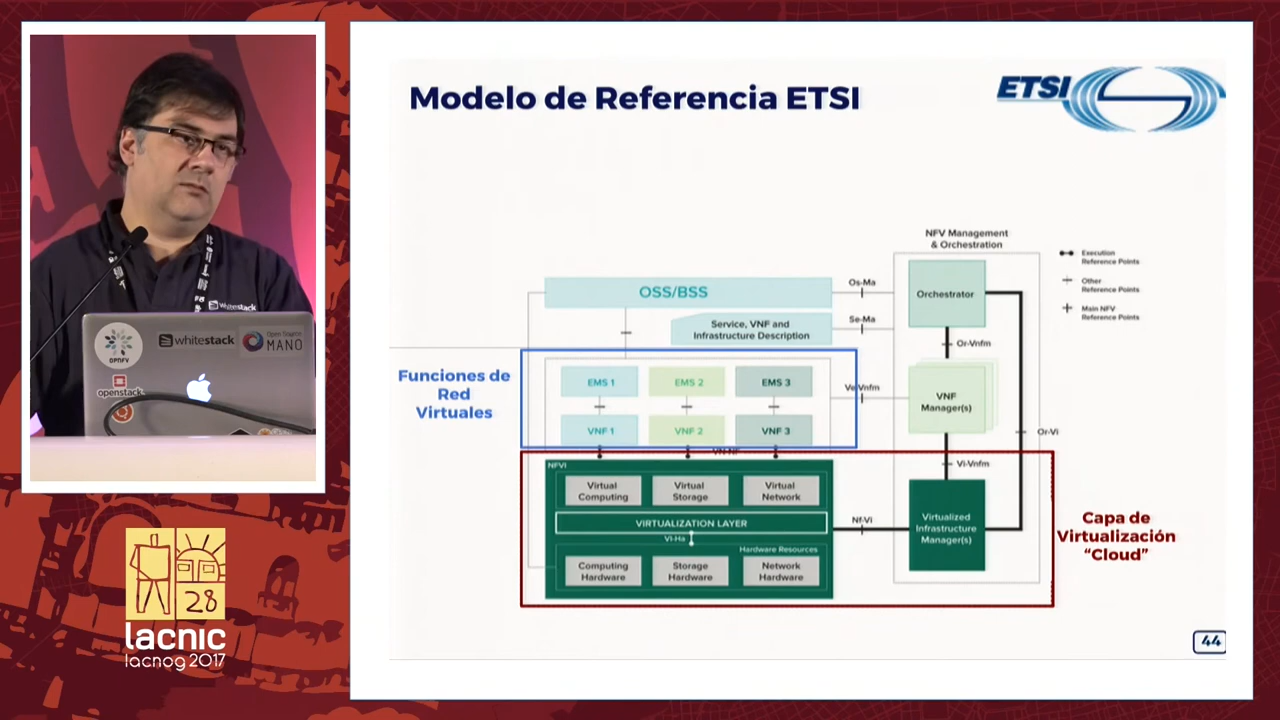 Modelo de Referencia ETSI
ETSI
NFV Management
& Orchestration
Execution
Reference Points
Other
Reference Points
Main NFV
Reference Points
OSS/BSS
Os-Ma
Orchestrator
Service, VNF and
Infrastructure Description
Se-Ma
Or-Vnfm
Funciones de
Red
Virtuales
EMS 1
EMS 2
EMS 3
Ve-Vnfm
VNF
Manager(s)
VNF 1
VNF 2
VNF 3
Or-Vi
VN-NF
Vi-Vnfm
NFVI
Virtual
Computing
Virtual
Storage
Virtual
Network
VIRTUALIZATION LAYER
Nf-Vi
Virtualized
Infrastructure
Manager(s)
Vl-Ha
Hardware Resources
Computing
Hardware
Storage
Hardware
Network
Hardware
Capa de
Virtualización
“Cloud”
44
Whitestack
OPNFV
whitestack
Open Source
MANO
openstack
28
lacnic
lacnog 2017